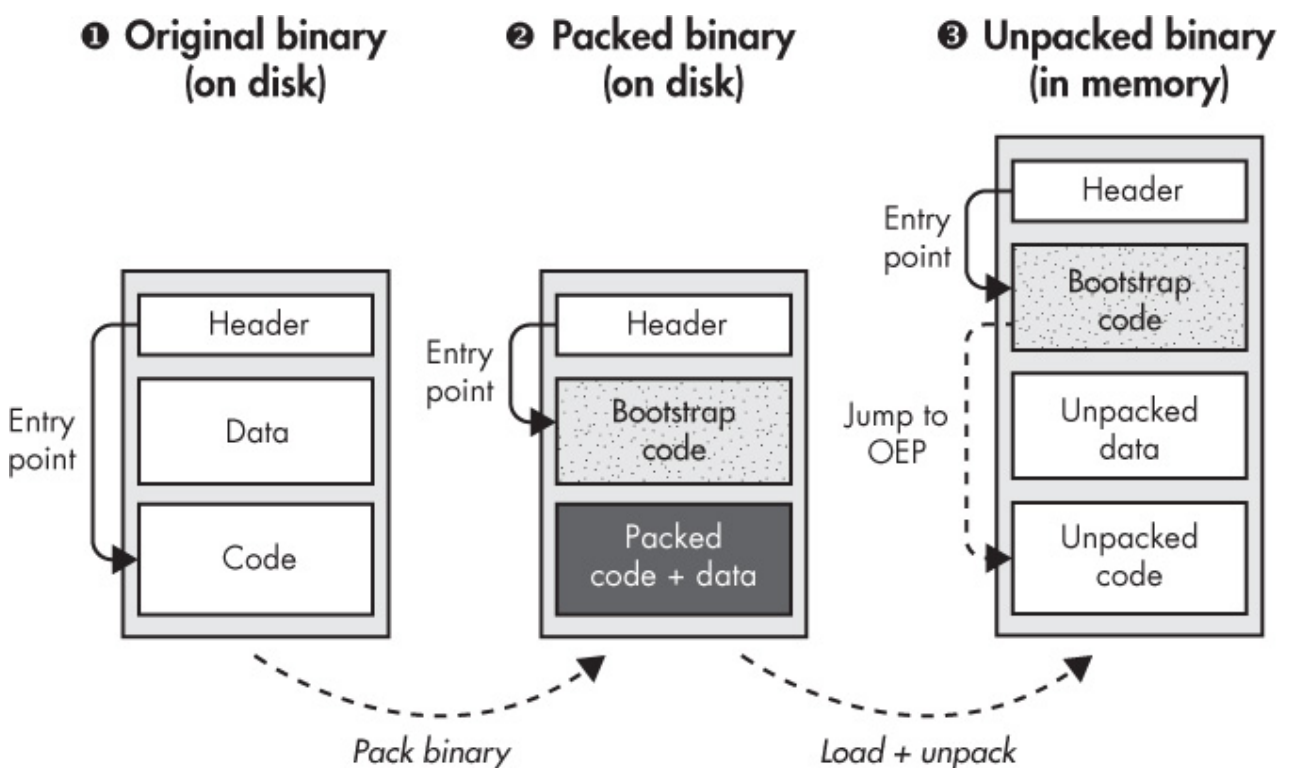 ❶ Original binary
(on disk)
❷ Packed binary
(on disk)
❸ Unpacked binary
(in memory)
Entry
point
Header
Data
Code
Entry
point
Header
Bootstrap
code
Packed
code + data
Entry
point
Header
Bootstrap
code
Jump to
OEP
Unpacked
data
Unpacked
code
Pack binary
Load + unpack